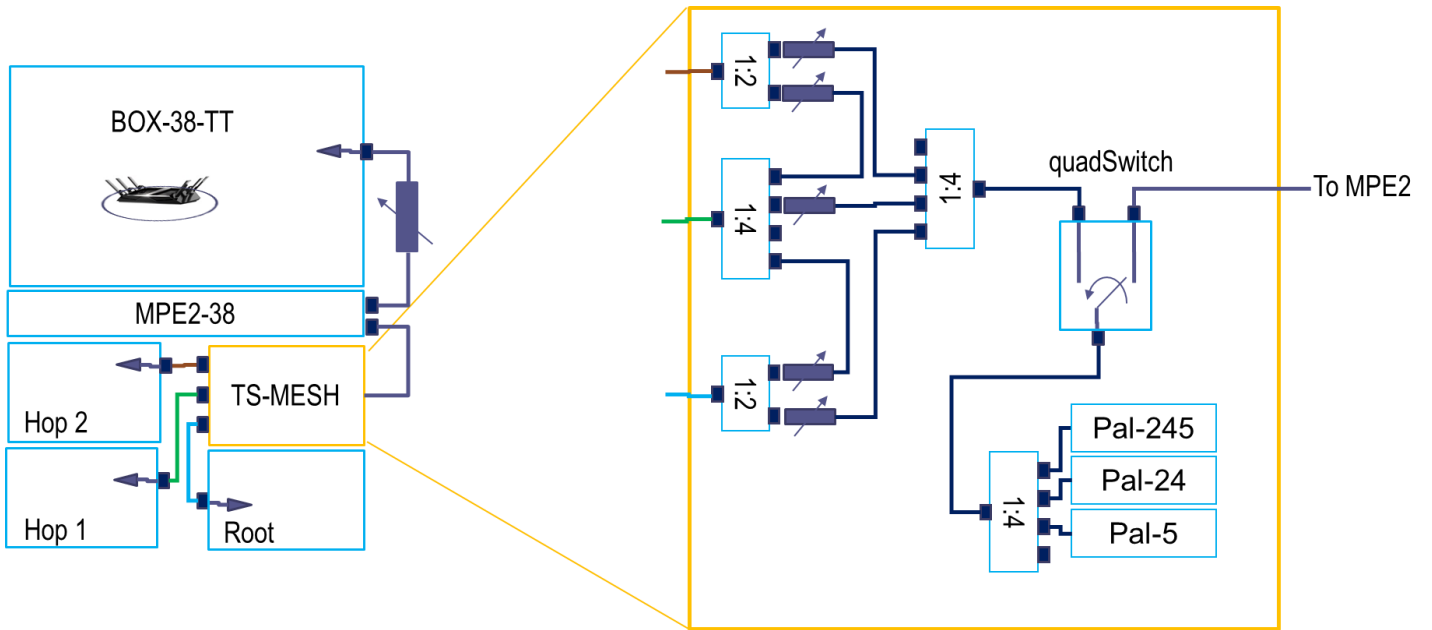 BOX-38-TT
MPE2-38
Hop 2
TS-MESH
Hop 1
Root
1:2
1:4
1:2
1:4
quadSwitch
To MPE2
1:4
Pal-245
Pal-24
Pal-5